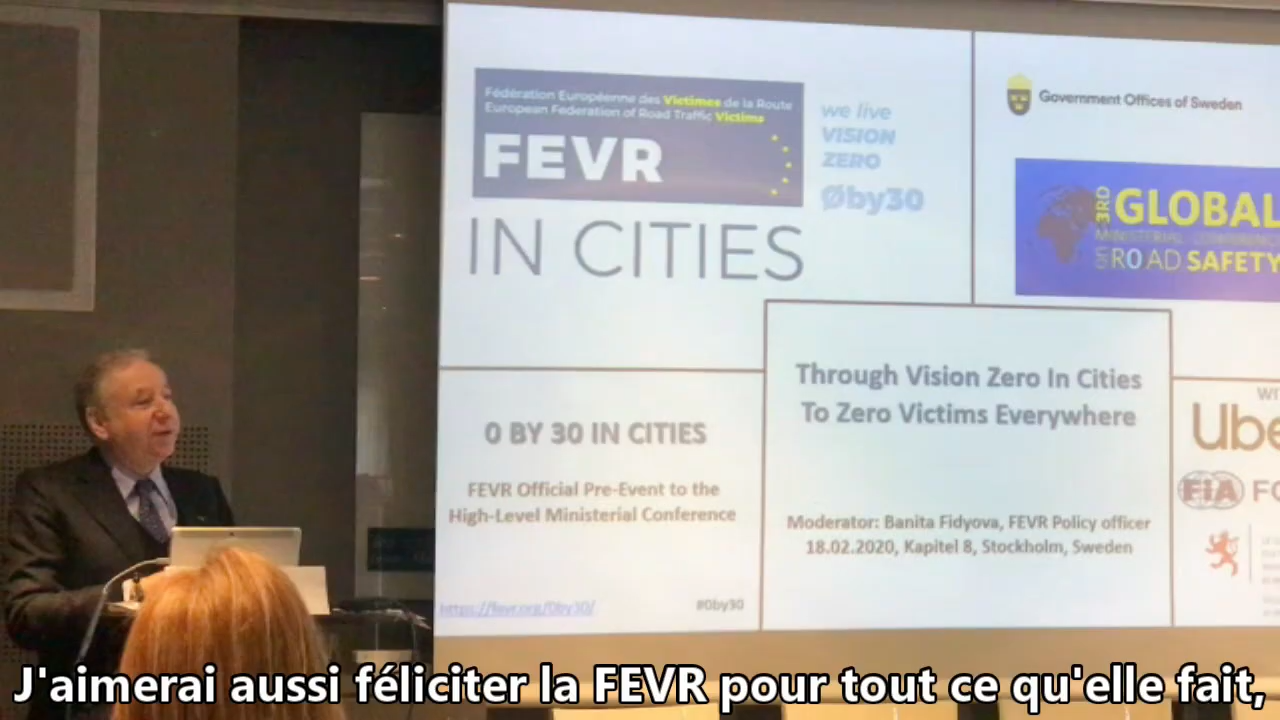 Fédération Européenne des Victimes de la Route
European Federation of Road Traffic Victims
FEVR
IN CITIES
we live
VISION
ZERO
Øby30
Government Offices of Sweden
3RD GLOBAL
MINISTERIAL
ON ROAD SAFETY
Through Vision Zero In Cities
To Zero Victims Everywhere
Moderator: Banita Fidyova, FEVR Policy officer
18.02.2020, Kapitel 8, Stockholm, Sweden
0 BY 30 IN CITIES
FEVR Official Pre-Event to the
High-Level Ministerial Conference
https://fevr.org/0by30/
#0by30
Ube
FIA FO
J'aimerai aussi féliciter la FEVR pour tout ce qu'elle fait,